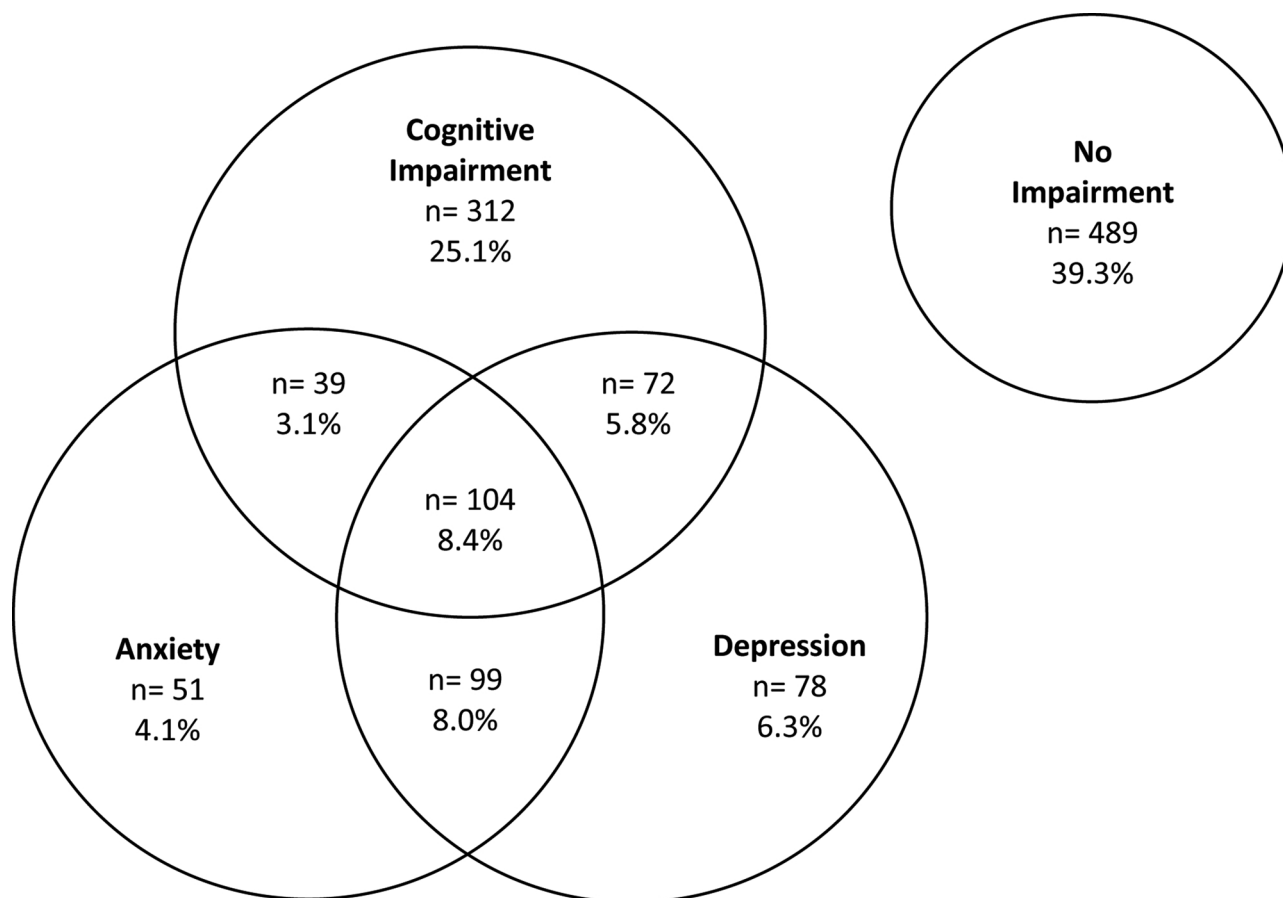 Cognitive
Impairment
n= 312
25.1%
No
Impairment
n= 489
39.3%
n= 39
3.1%
n= 72
5.8%
n= 104
8.4%
Anxiety
n= 51
4.1%
n= 99
8.0%
Depression
n= 78
6.3%